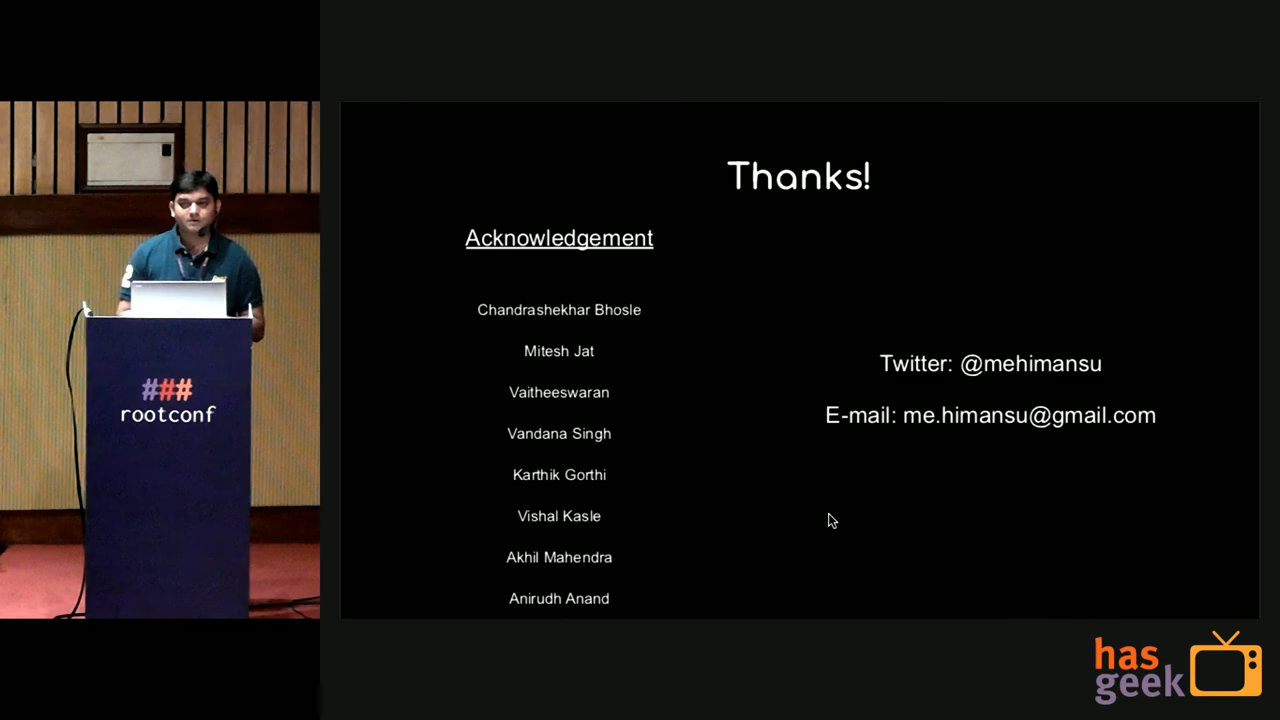 ###
rootconf
Thanks!
Acknowledgement
Chandrashekhar Bhosle
Mitesh Jat
Vaitheeswaran
Vandana Singh
Karthik Gorthi
Vishal Kasle
Akhil Mahendra
Anirudh Anand
Twitter: @mehimansu
E-mail: me.himansu@gmail.com
has
geek